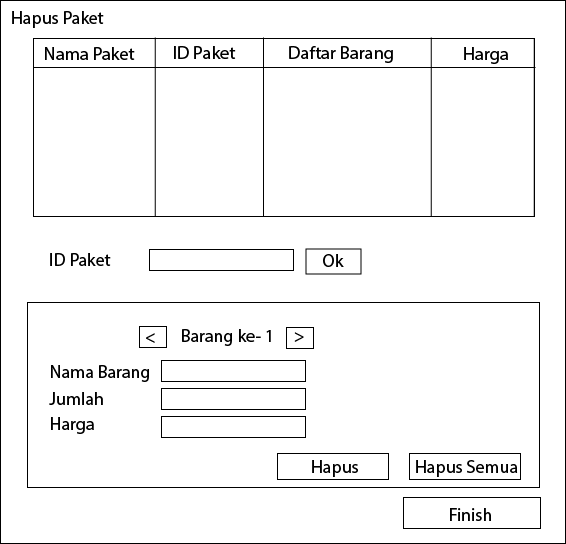 Hapus Paket
Nama Paket ID Paket Daftar Barang Harga
ID Paket Ok
< Barang ke- 1 >
Nama Barang
Jumlah
Harga
Hapus Hapus Semua
Finish